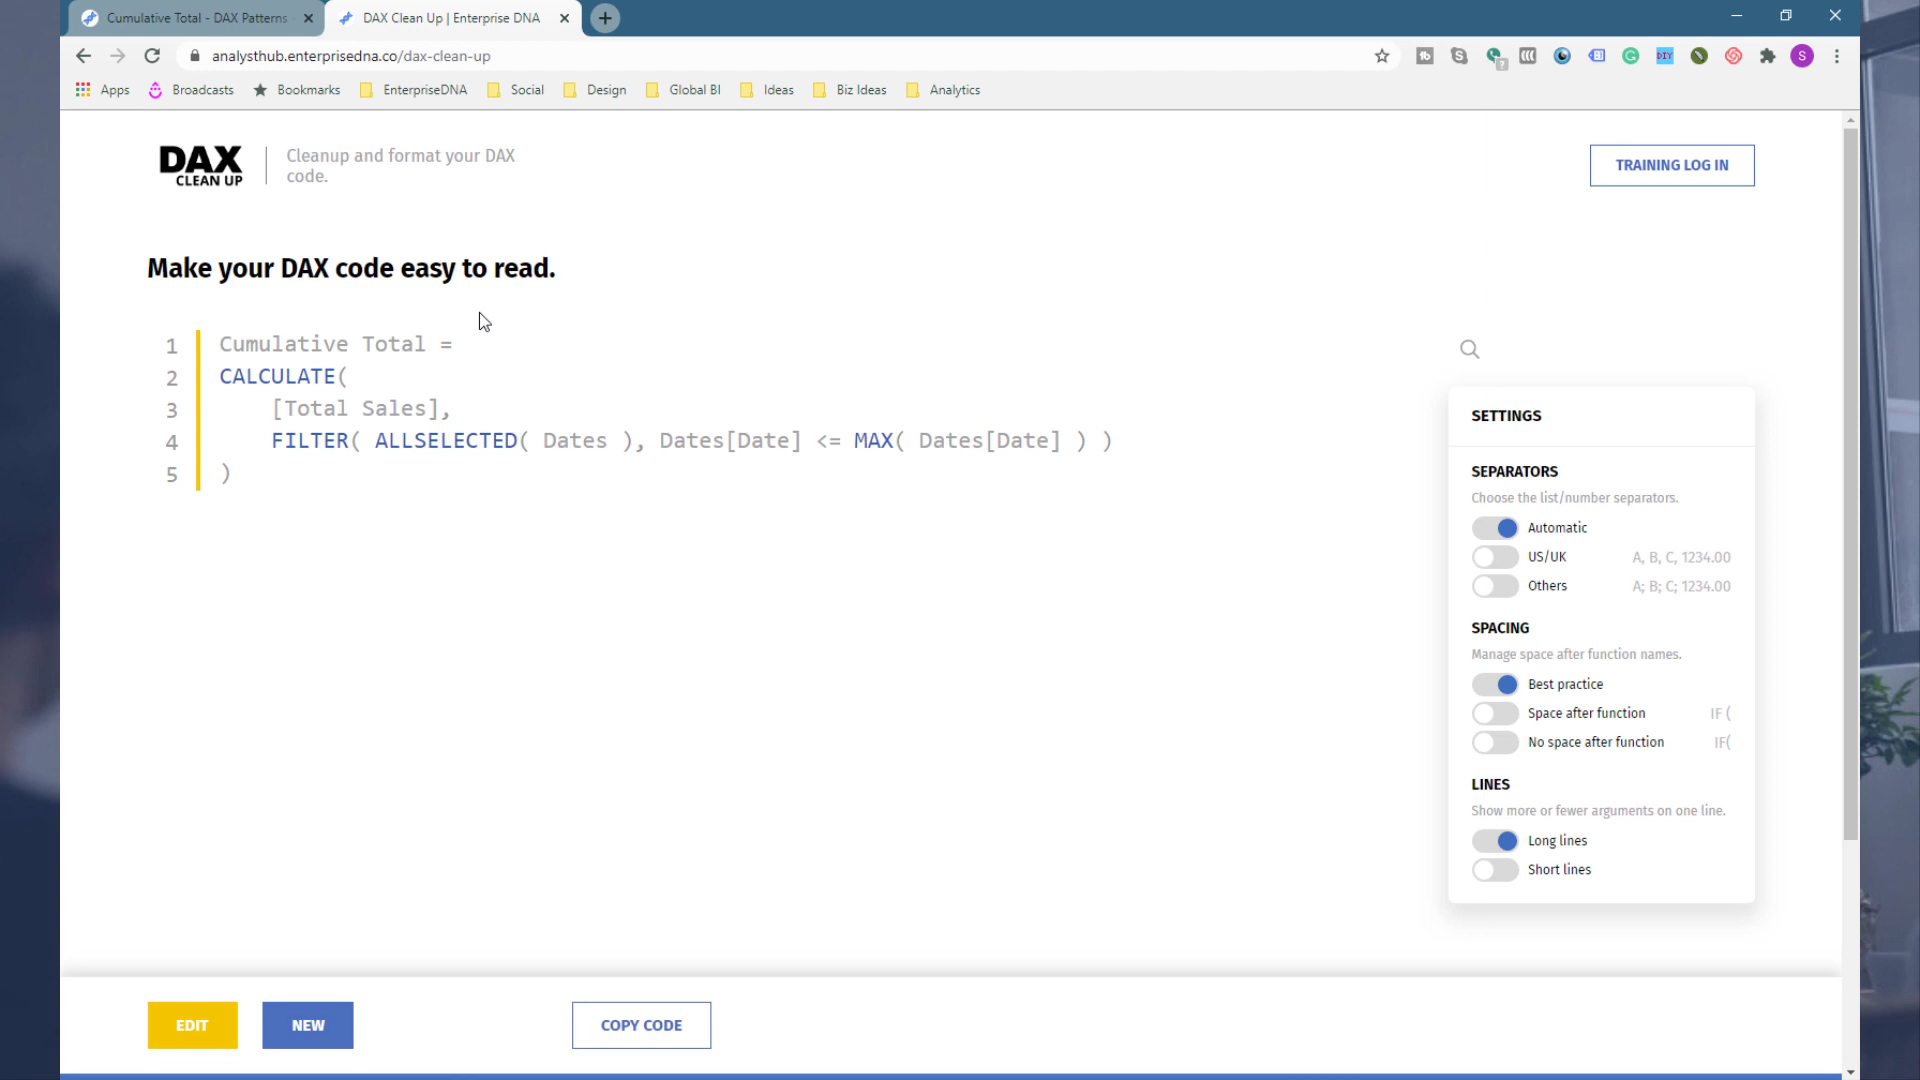 Cumulative Total - DAX Patterns
DAX Clean Up | Enterprise DNA
analysthub.enterprisedna.co/dax-clean-up
Apps
Broadcasts
Bookmarks
EnterpriseDNA
Social
Design
Global BI
Ideas
Biz Ideas
Analytics
DAX
CLEAN UP
Cleanup and format your DAX
code.
TRAINING LOG IN
Make your DAX code easy to read.
1 Cumulative Total =
2 CALCULATE(
3 [Total Sales],
4 FILTER( ALLSELECTED( Dates ), Dates[Date] <= MAX( Dates[Date] ) )
5 )
SETTINGS
SEPARATORS
Choose the list/number separators.
Automatic
US/UK A, B, C, 1234.00
Others A; B; C; 1234.00
SPACING
Manage space after function names.
Best practice
Space after function IF (
No space after function IF(
LINES
Show more or fewer arguments on one line.
Long lines
Short lines
EDIT
NEW
COPY CODE
S
DIY